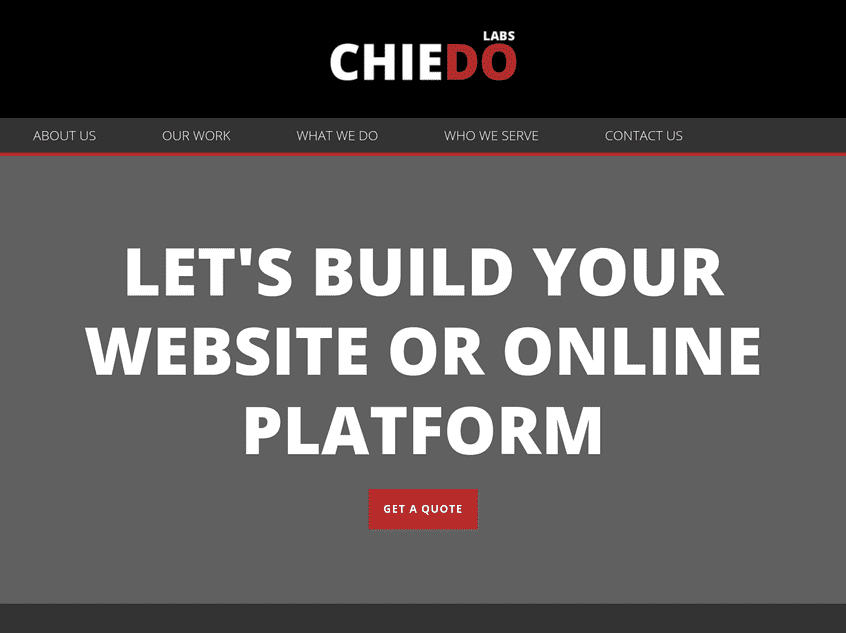 LABS
CHIEDO
ABOUT US OUR WORK WHAT WE DO WHO WE SERVE CONTACT US
LET'S BUILD YOUR
WEBSITE OR ONLINE
PLATFORM
GET A QUOTE